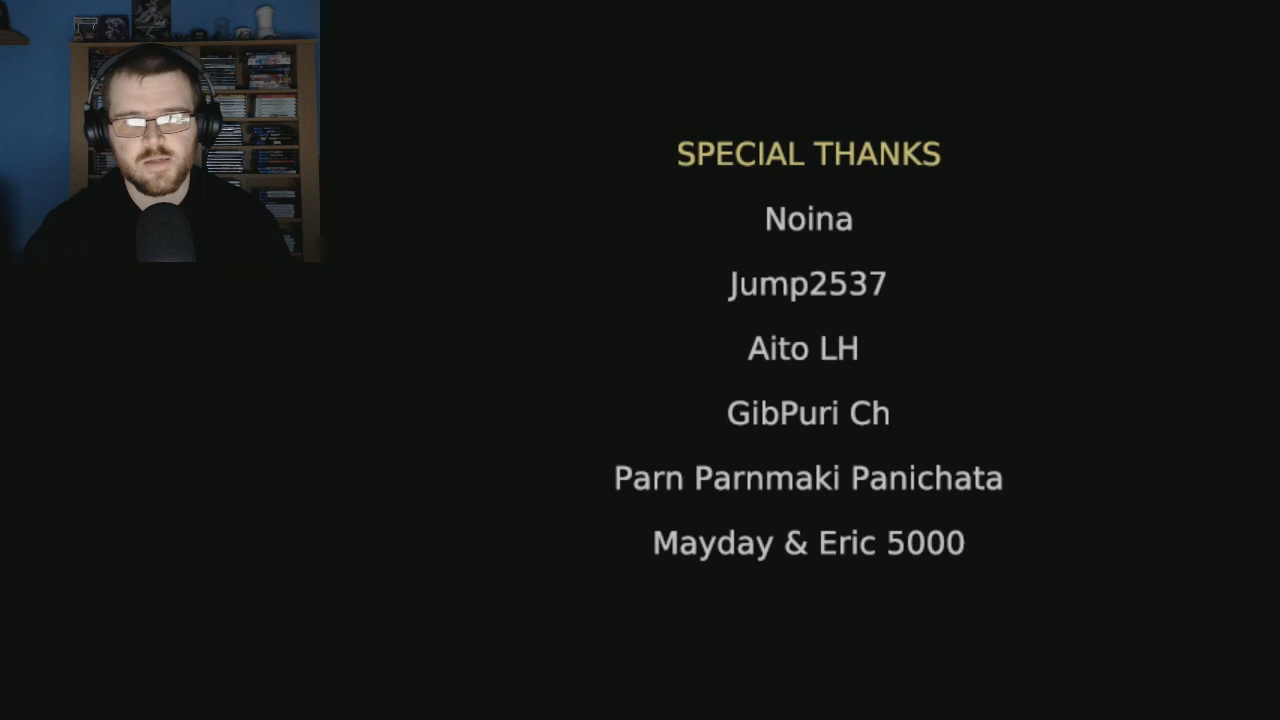 SPECIAL THANKS
Noina
Jump2537
Aito LH
GibPuri Ch
Parn Parnmaki Panichata
Mayday & Eric 5000